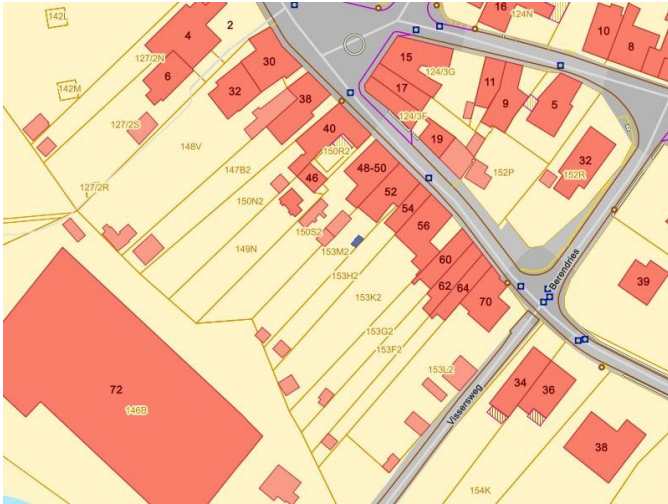 142L
4
2
16
124N
10
8
127/2N
6
30
15
124/3G
142M
32
38
17
11
9
5
127/2S
124/3F
40
19
148V
150R2
152P
32
152R
147B2
46
48-50
127/2R
52
150N2
54
150S2
56
149N
153M2
60
153H2
62
64
Berendries
39
153K2
70
153G2
153F2
153L2
34
36
72
146B
Vissersweg
38
154K